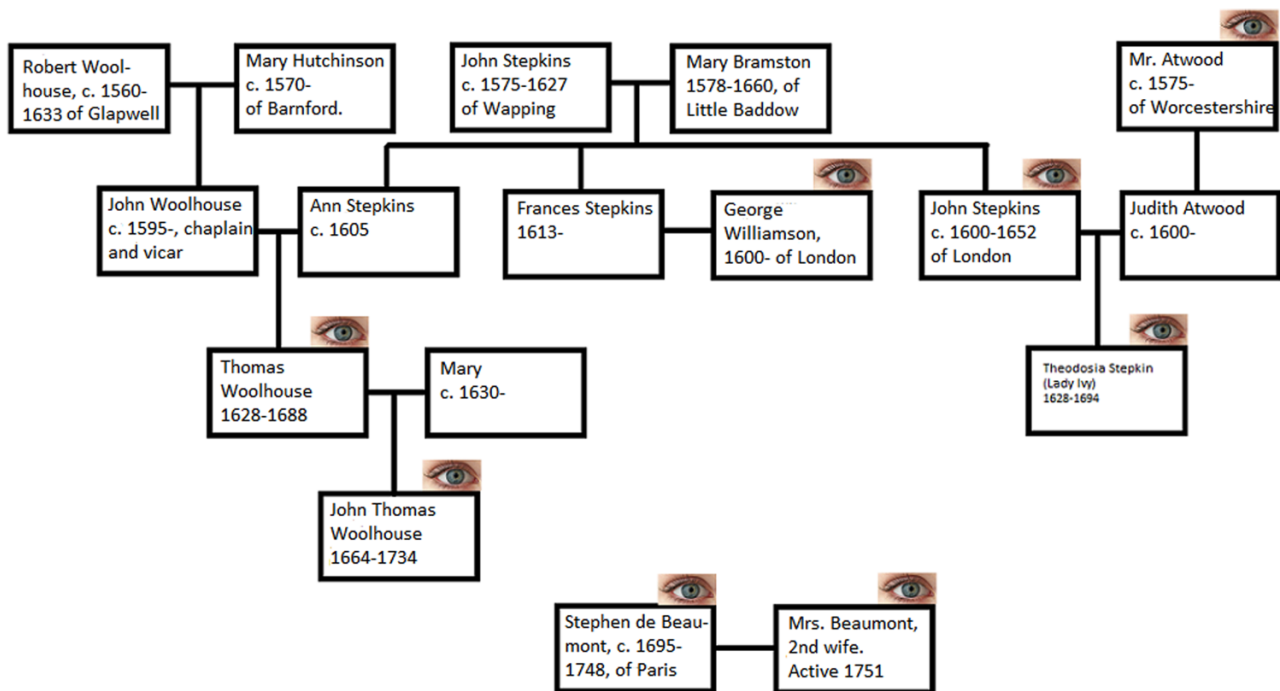 Robert Wool-
house, c. 1560-
1633 of Glapwell
Mary Hutchinson
c. 1570-
of Barnford.
John Stepkins
c. 1575-1627
of Wapping
Mary Bramston
1578-1660, of
Little Baddow
Mr. Atwood
c. 1575-
of Worcestershire
John Woolhouse
c. 1595-, chaplain
and vicar
Ann Stepkins
c. 1605
Frances Stepkins
1613-
George
Williamson,
1600- of London
John Stepkins
c. 1600-1652
of London
Judith Atwood
c. 1600-
Thomas
Woolhouse
1628-1688
Mary
c. 1630-
Theodosia Stepkin
(Lady Ivy)
1628-1694
John Thomas
Woolhouse
1664-1734
Stephen de Beau-
mont, c. 1695-
1748, of Paris
Mrs. Beaumont,
2nd wife.
Active 1751